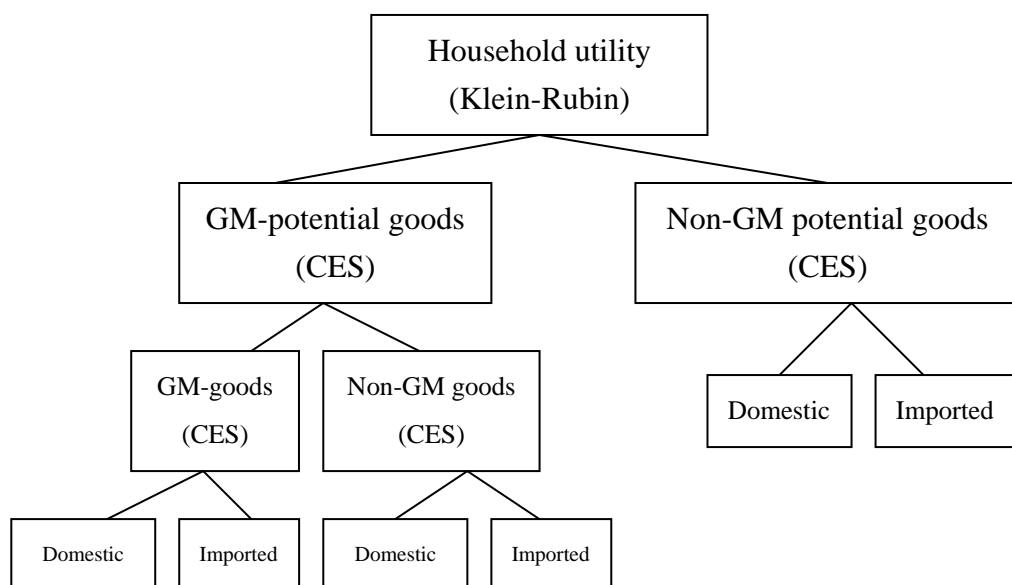 Household utility
(Klein-Rubin)
GM-potential goods
(CES)
Non-GM potential goods
(CES)
GM-goods
(CES)
Non-GM goods
(CES)
Domestic
Imported
Domestic
Imported
Domestic
Imported